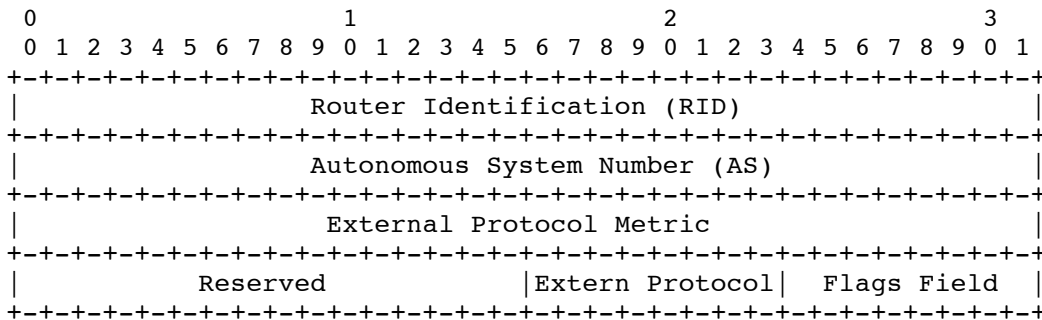 0                   1                   2                   3
0 1 2 3 4 5 6 7 8 9 0 1 2 3 4 5 6 7 8 9 0 1 2 3 4 5 6 7 8 9 0 1
+-+-+-+-+-+-+-+-+-+-+-+-+-+-+-+-+-+-+-+-+-+-+-+-+-+-+-+-+-+-+-+-+
| Router Identification (RID) |
+-+-+-+-+-+-+-+-+-+-+-+-+-+-+-+-+-+-+-+-+-+-+-+-+-+-+-+-+-+-+-+-+
| Autonomous System Number (AS) |
+-+-+-+-+-+-+-+-+-+-+-+-+-+-+-+-+-+-+-+-+-+-+-+-+-+-+-+-+-+-+-+-+
| External Protocol Metric |
+-+-+-+-+-+-+-+-+-+-+-+-+-+-+-+-+-+-+-+-+-+-+-+-+-+-+-+-+-+-+-+-+
| Reserved |Extern Protocol| Flags Field |
+-+-+-+-+-+-+-+-+-+-+-+-+-+-+-+-+-+-+-+-+-+-+-+-+-+-+-+-+-+-+-+-+